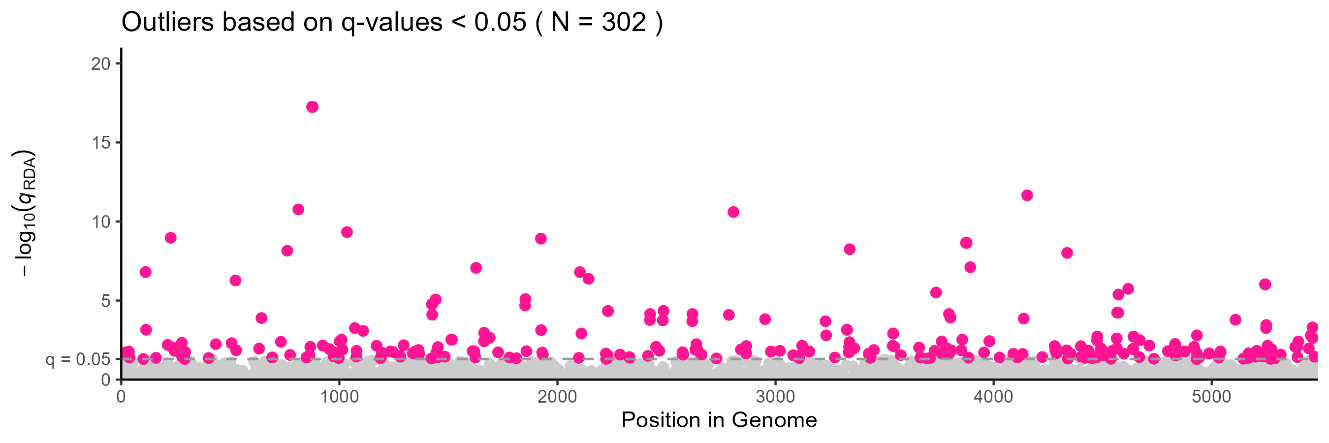 Outliers based on q-values < 0.05 ( N = 302 )
20
15
10
5
q = 0.05
0
− log₁₀(qRDA)
0 1000 2000 3000 4000 5000
Position in Genome